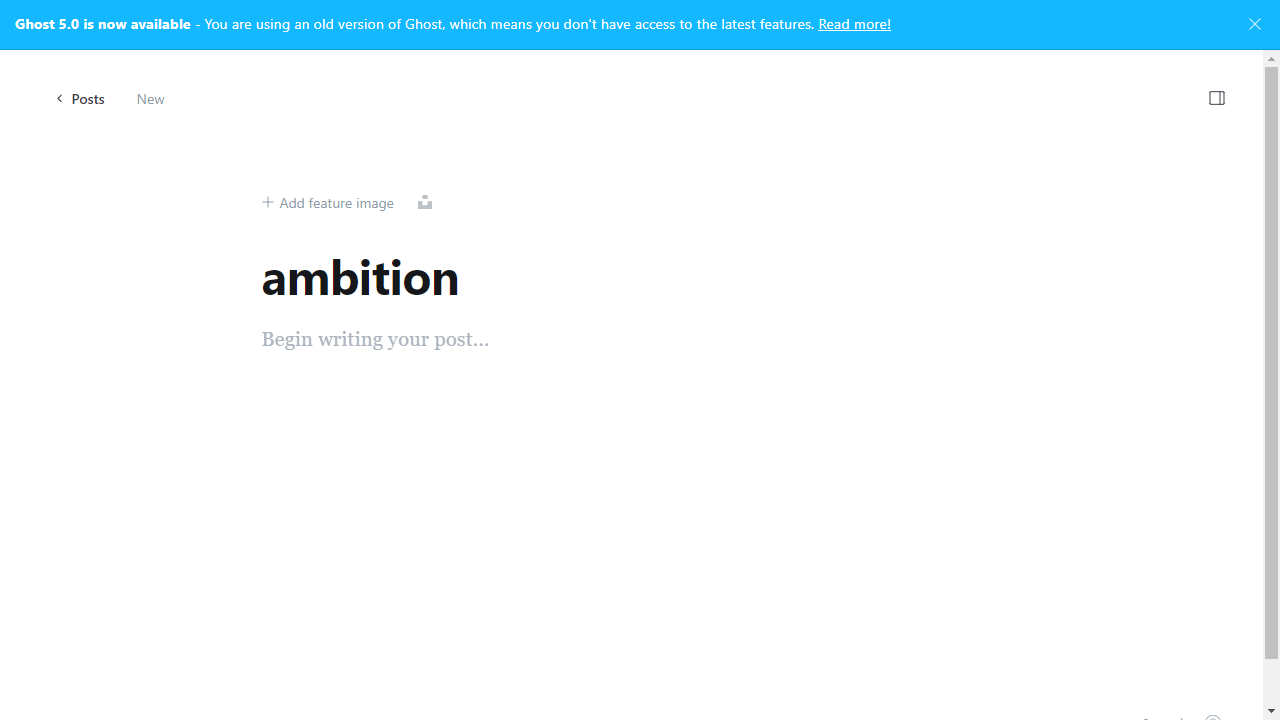 Ghost 5.0 is now available - You are using an old version of Ghost, which means you don't have access to the latest features. Read more!
Posts New
Add feature image
ambition
Begin writing your post...